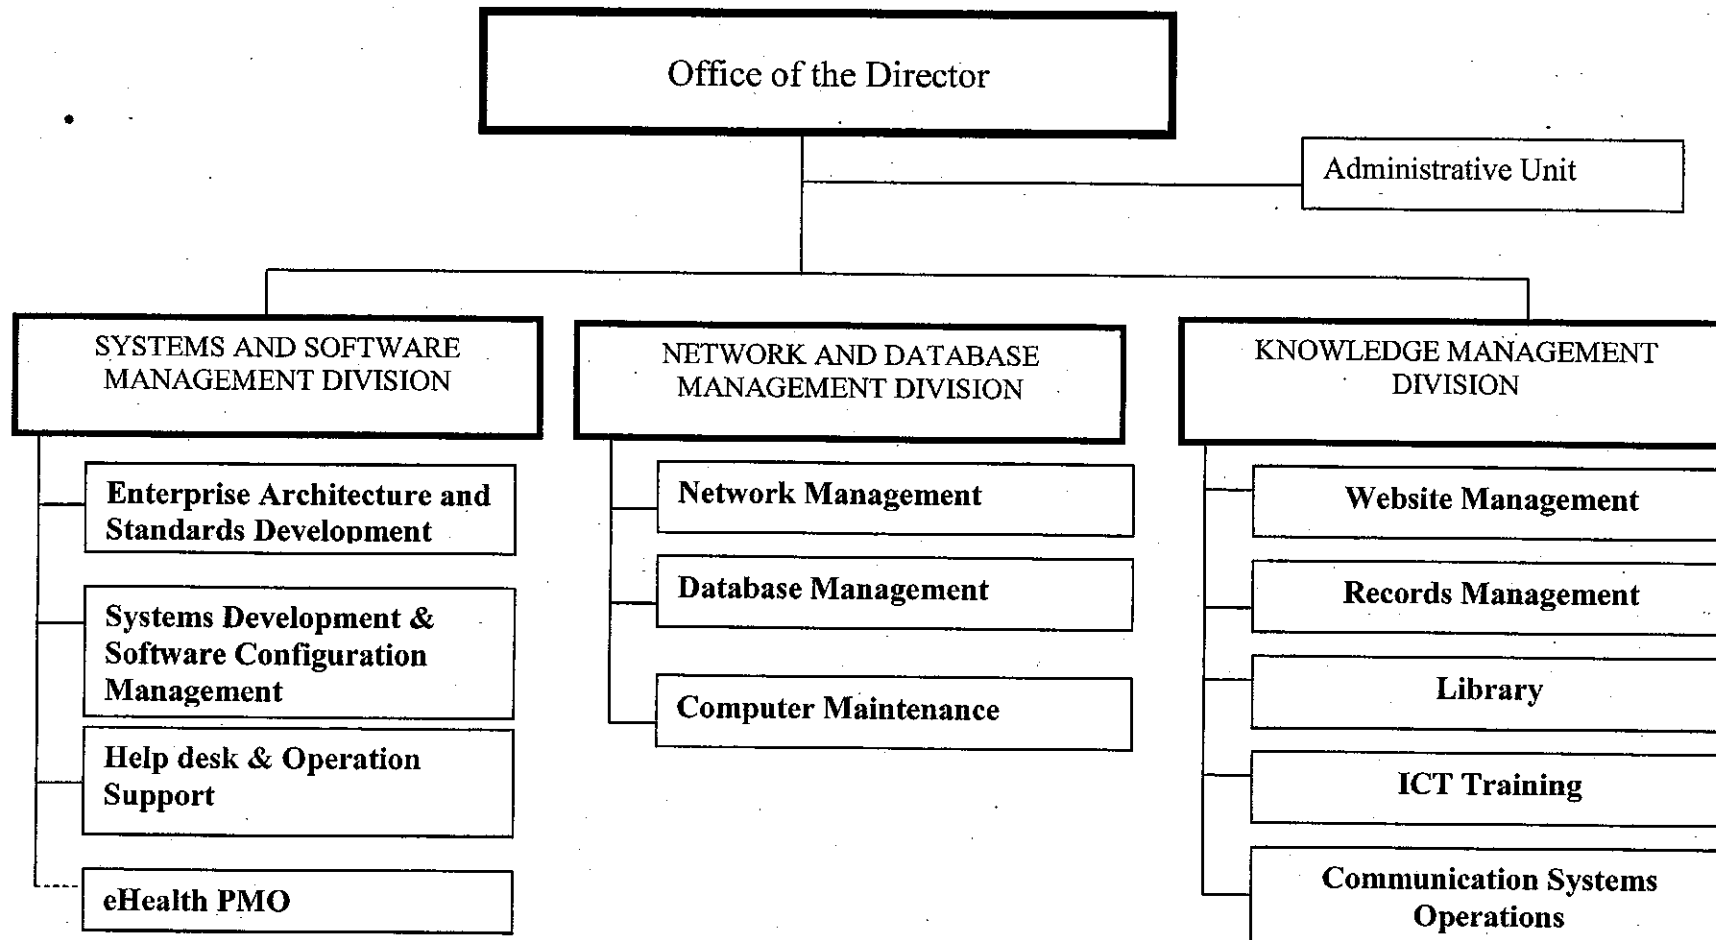 Office of the Director
Administrative Unit
SYSTEMS AND SOFTWARE
MANAGEMENT DIVISION
Enterprise Architecture and
Standards Development
Systems Development &
Software Configuration
Management
Help desk & Operation
Support
eHealth PMO
NETWORK AND DATABASE
MANAGEMENT DIVISION
Network Management
Database Management
Computer Maintenance
KNOWLEDGE MANAGEMENT
DIVISION
Website Management
Records Management
Library
ICT Training
Communication Systems
Operations